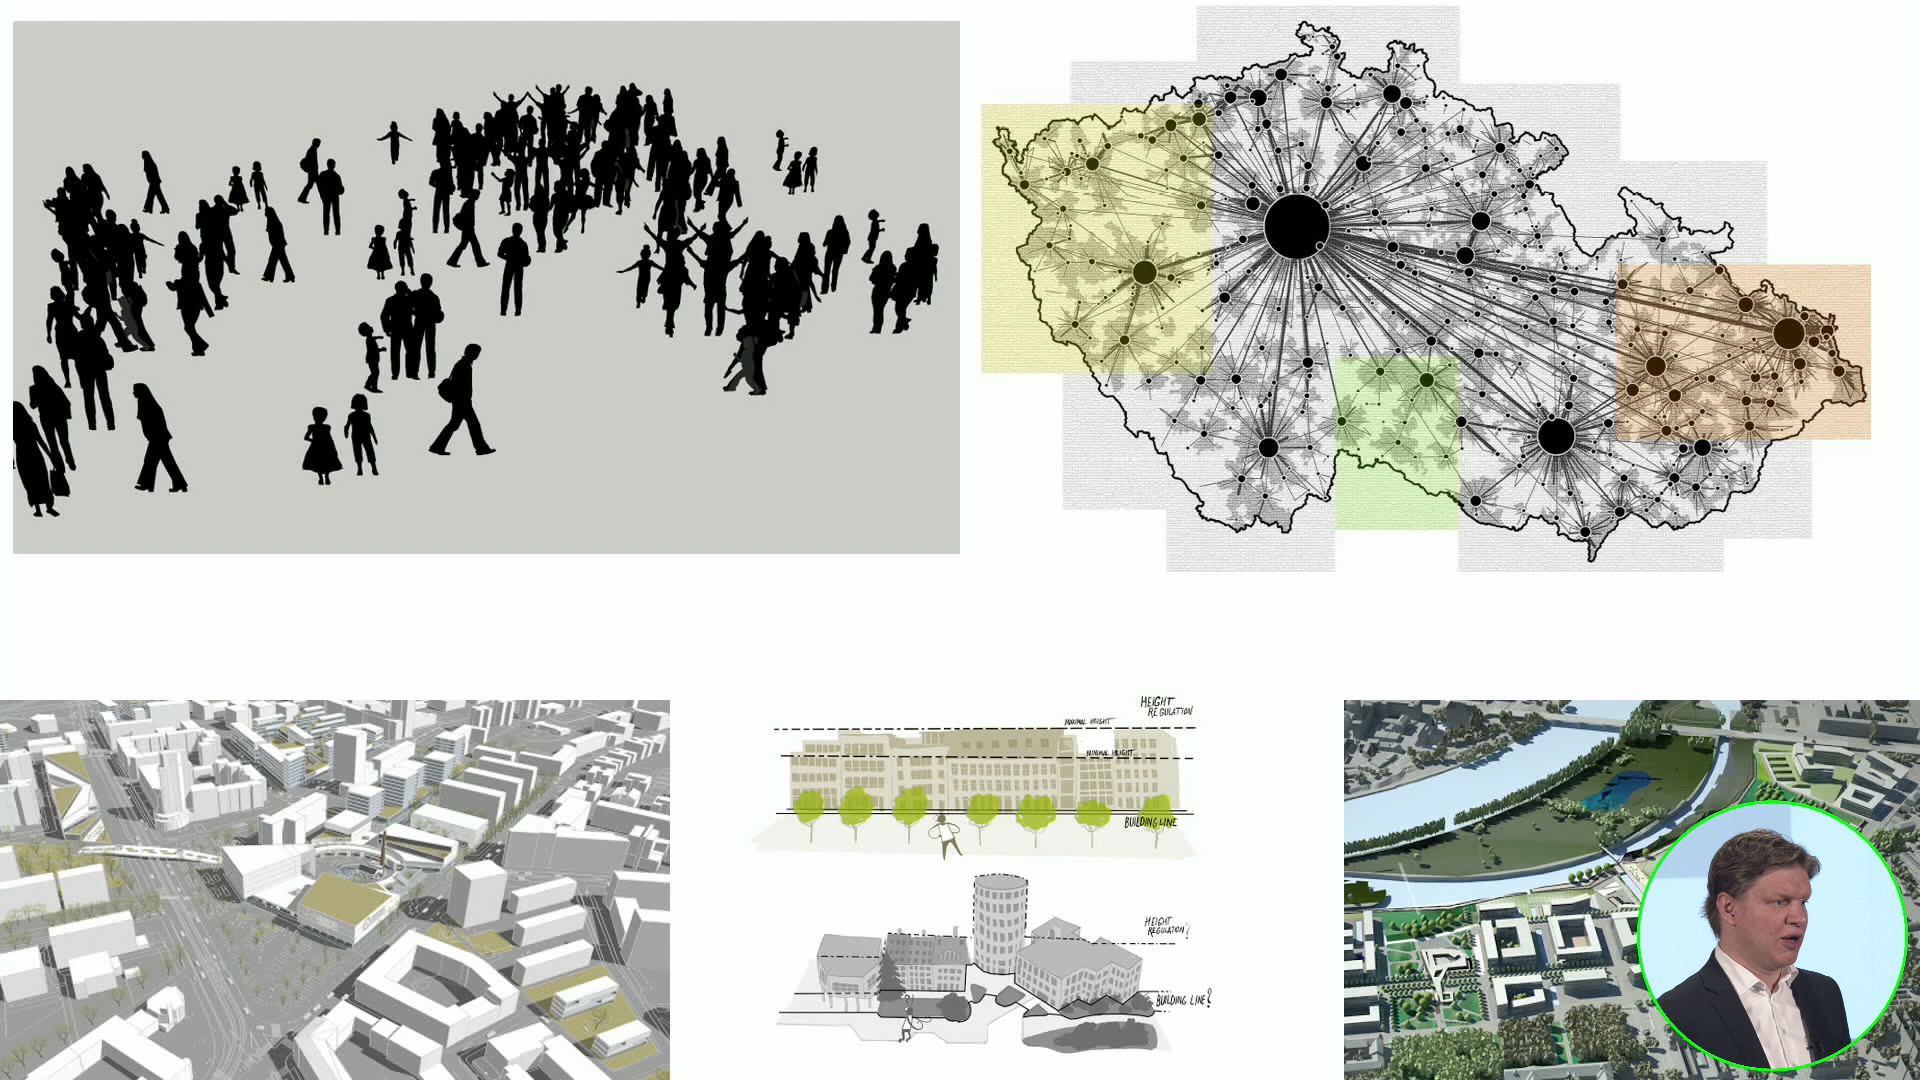 HEIGHT
REGULATION
MAXIMAL HEIGHT
MINIMAL HEIGHT
BUILDING LINE
HEIGHT
REGULATION?
BUILDING LINE?